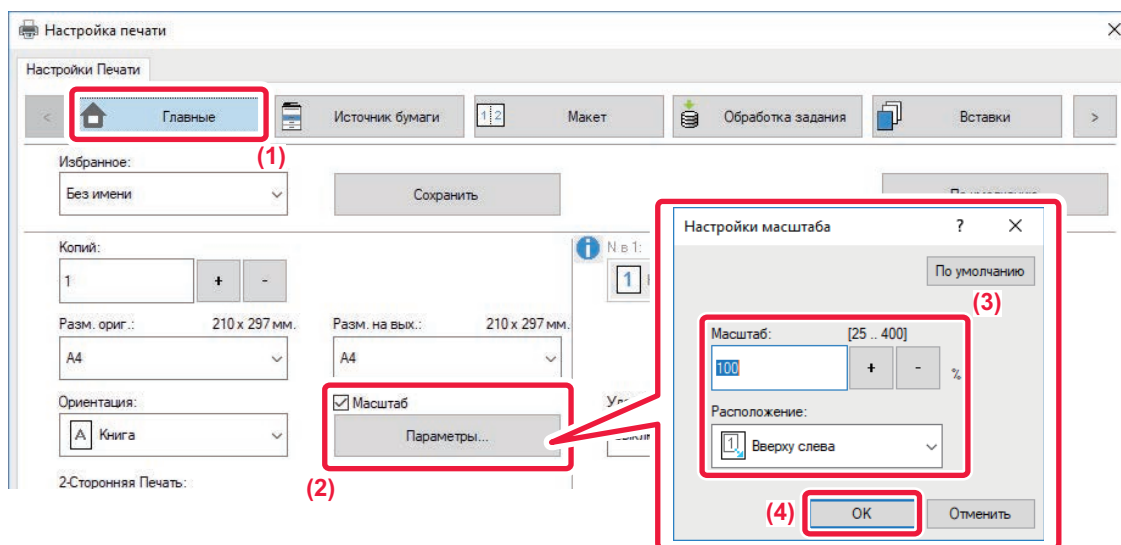 Настройка печати
Настройки Печати
< Главные Источник бумаги 1 2 Макет Обработка задания Вставки >
(1)
Избранное:
Без имени Сохранить
Копий:
1 + -
N в 1:
1
Разм. ориг.: 210 x 297 мм. Разм. на вых.: 210 x 297 мм.
A4 A4
Ориентация: Масштаб
A Книга Параметры...
(2)
2-Сторонняя Печать:
Настройки масштаба ?
По умолчанию
(3)
Масштаб: [25 .. 400]
100 + - %
Расположение:
1 Вверху слева
(4) OK Отменить